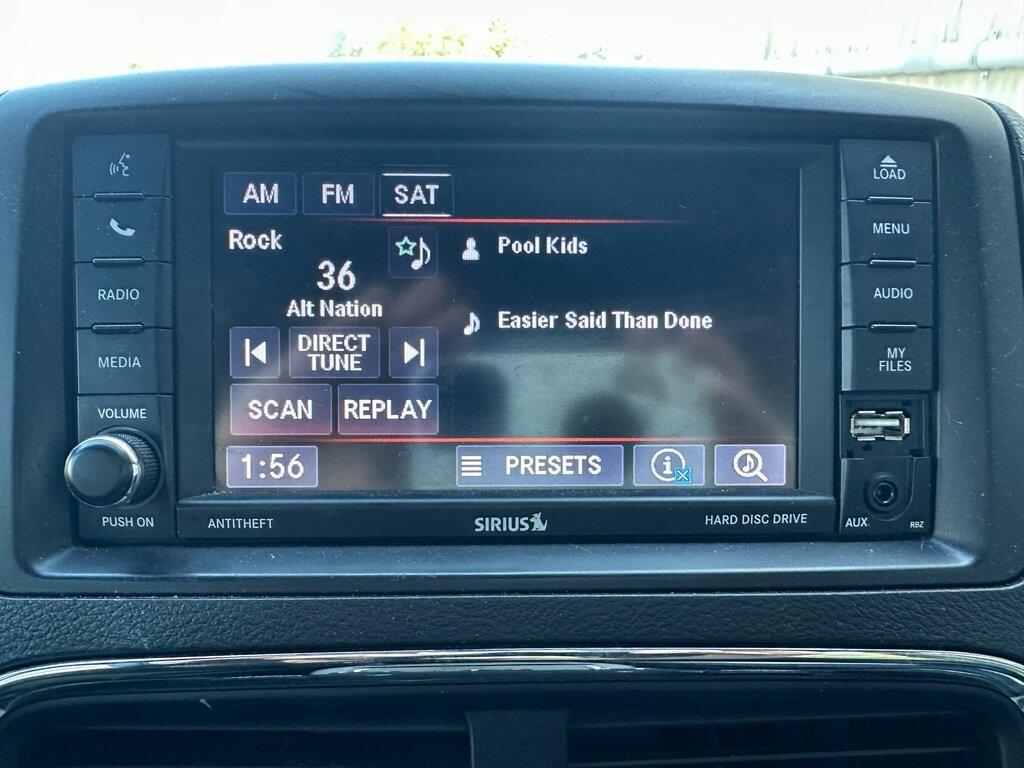 RADIO
MEDIA
VOLUME
PUSH ON
AM FM SAT
Rock
36
Alt Nation
DIRECT
TUNE
SCAN REPLAY
1:56
Pool Kids
Easier Said Than Done
PRESETS
ANTITHEFT
SIRIUS
HARD DISC DRIVE
LOAD
MENU
AUDIO
MY
FILES
AUX
RBZ